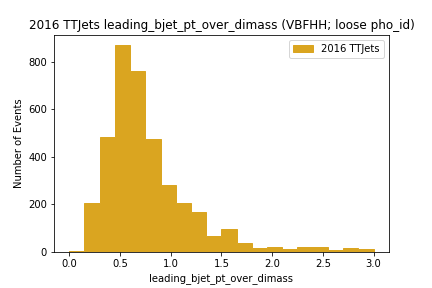 2016 TTJets leading_bjet_pt_over_dimass (VBFHH; loose pho_id)
2016 TTJets
Number of Events
800
600
400
200
0
0.0 0.5 1.0 1.5 2.0 2.5 3.0
leading_bjet_pt_over_dimass